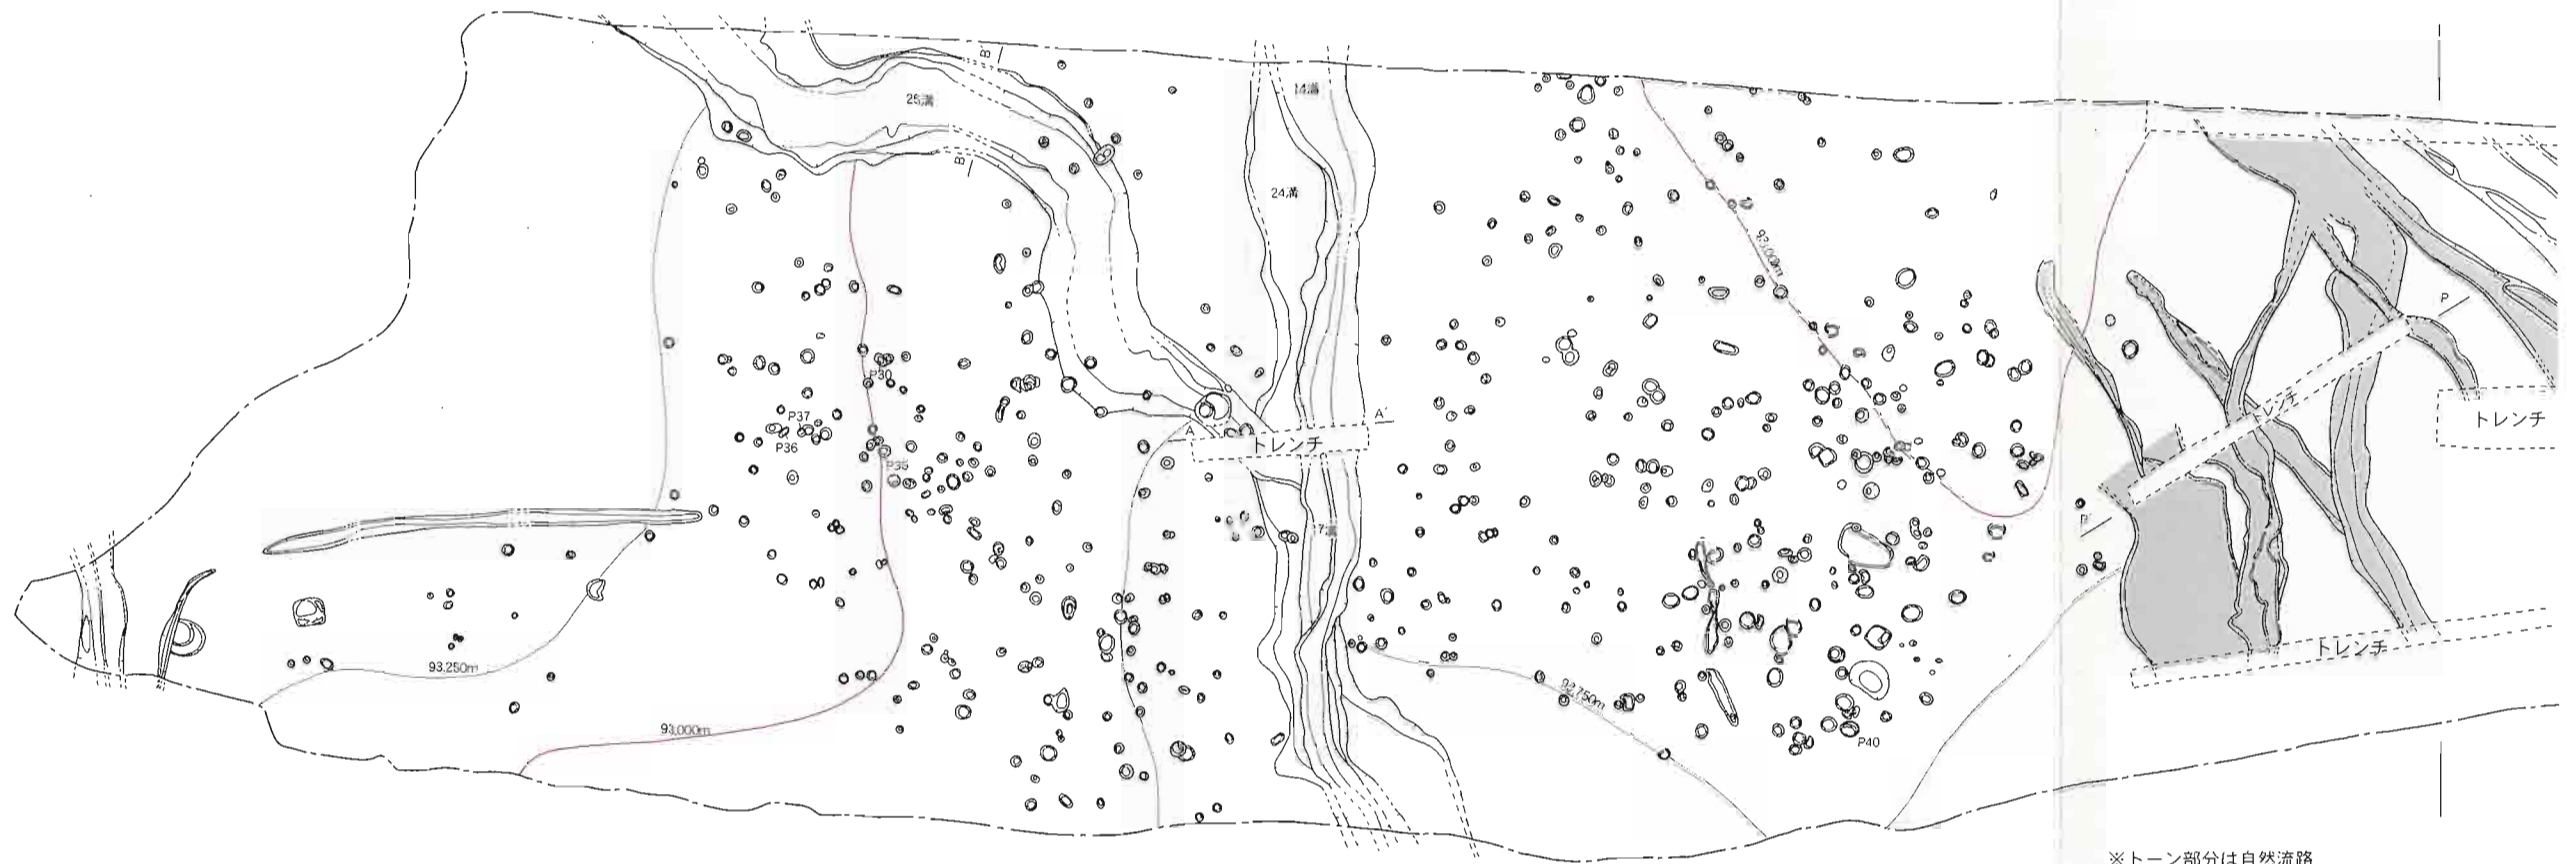 B
25溝
14溝
B
24溝
93,000m
P
P30
P37
トレンチ
A'
P36
A
トレンチ
トレンチ
P35
P
17溝
93,250m
トレンチ
92,750m
93,000m
P40
※トーン部分は自然流路